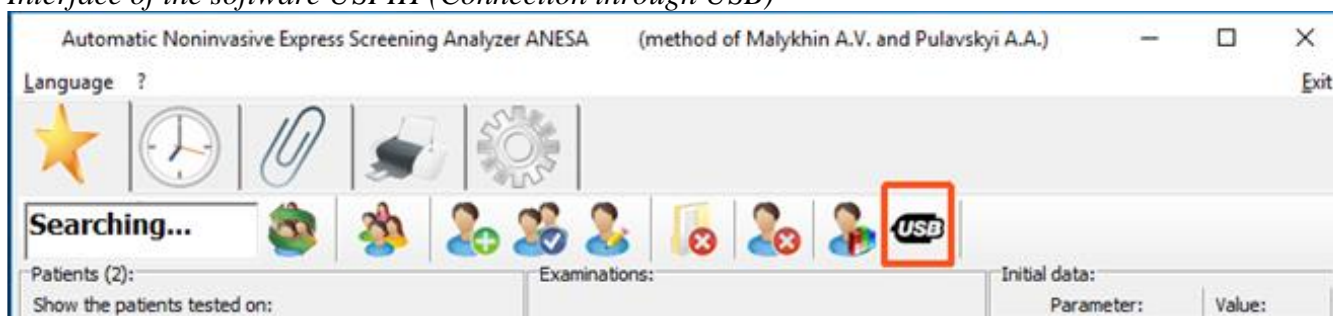 Interface of the software USPIH (Connection through USB)
Automatic Noninvasive Express Screening Analyzer ANESA (method of Malykhin A.V. and Pulavskyi A.A.)
Language ? Exit
Searching... USB
Patients (2): Examinations: Initial data:
Show the patients tested on: Parameter: Value: